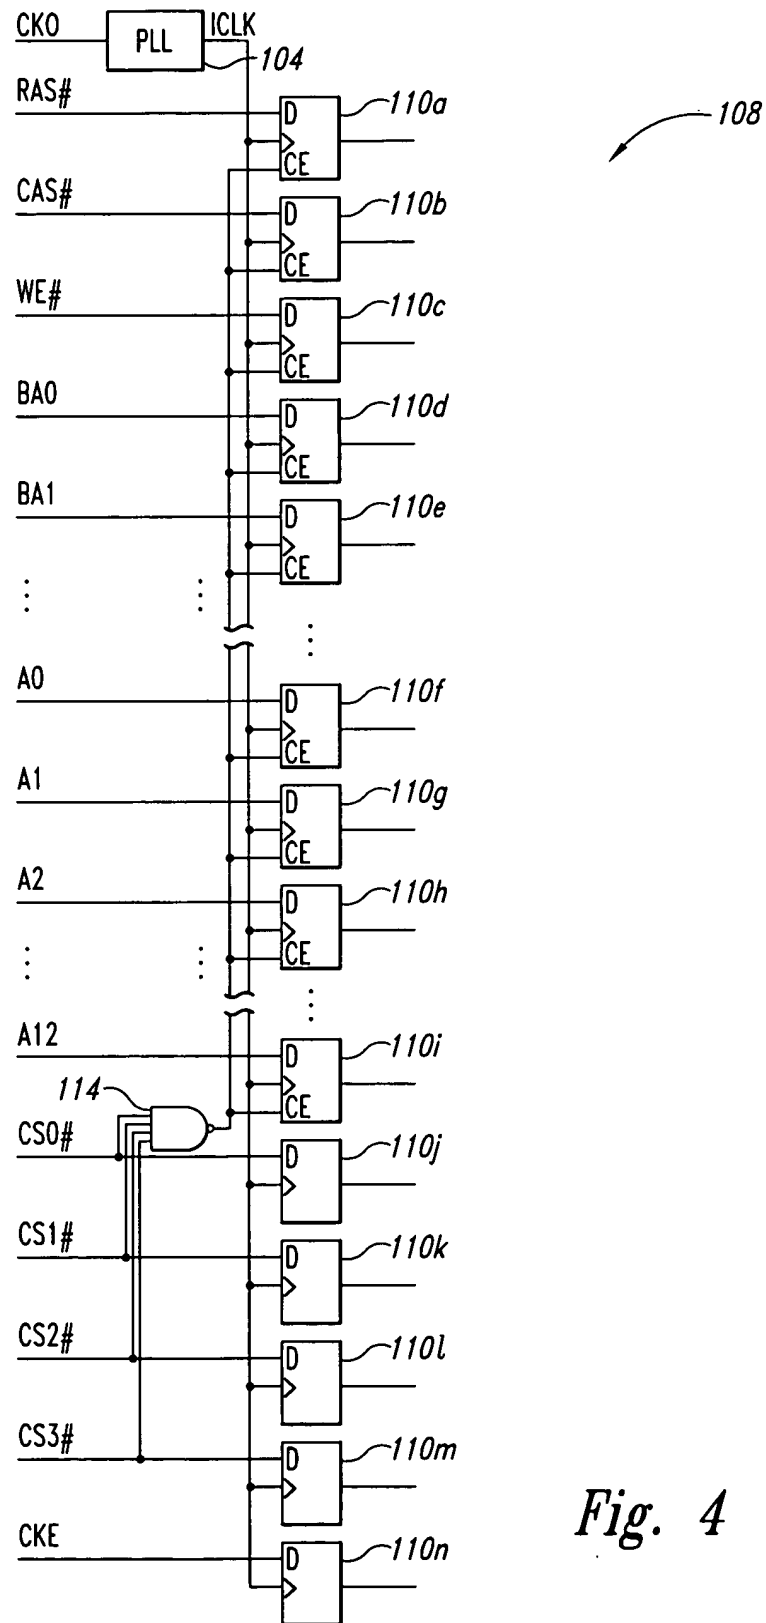 CK0 PLL ICLK
104
RAS# D CE 110a
108
CAS# D CE 110b
WE# D CE 110c
BA0 D CE 110d
BA1 D CE 110e
A0 D CE 110f
A1 D CE 110g
A2 D CE 110h
A12 D CE 110i
114
CS0# D 110j
CS1# D 110k
CS2# D 110l
CS3# D 110m
CKE D 110n
Fig. 4